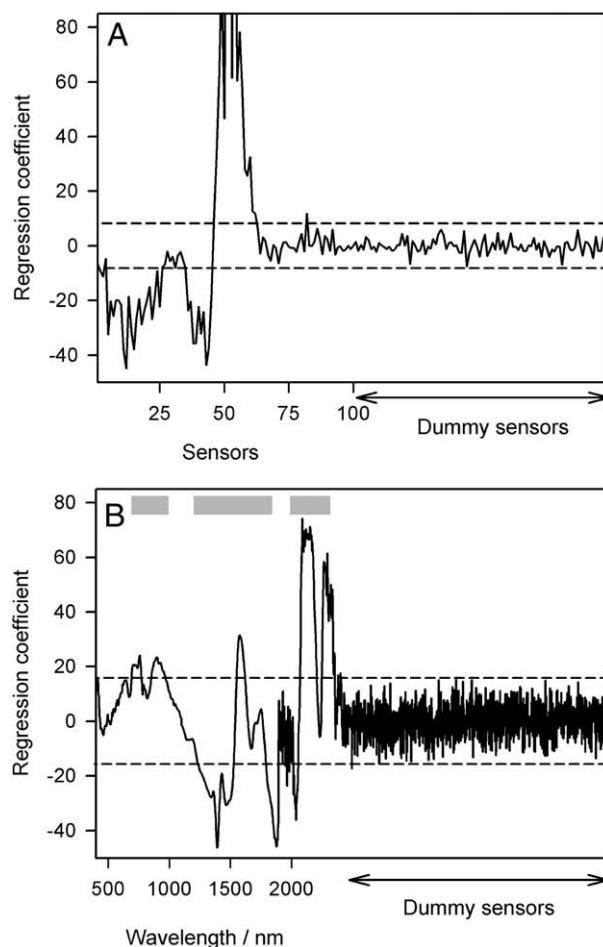 A
Regression coefficient
80
60
40
20
0
-20
-40
25 50 75 100
Sensors
Dummy sensors
B
Regression coefficient
80
60
40
20
0
-20
-40
500 1000 1500 2000
Wavelength / nm
Dummy sensors